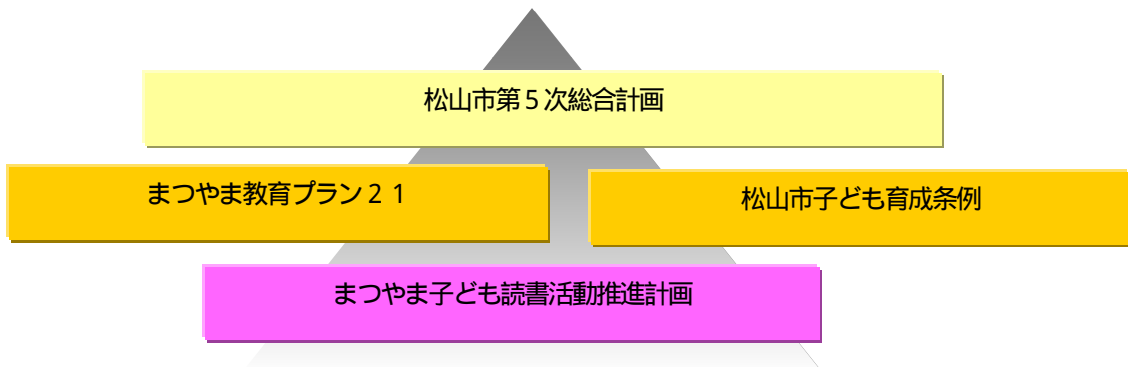 松山市第５次総合計画
まつやま教育プラン２１
松山市子ども育成条例
まつやま子ども読書活動推進計画